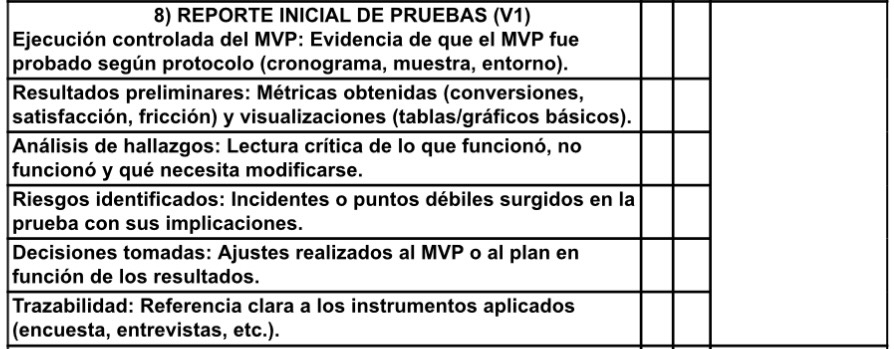 8) REPORTE INICIAL DE PRUEBAS (V1)
Ejecución controlada del MVP: Evidencia de que el MVP fue
probado según protocolo (cronograma, muestra, entorno).
Resultados preliminares: Métricas obtenidas (conversiones,
satisfacción, fricción) y visualizaciones (tablas/gráficos básicos).
Análisis de hallazgos: Lectura crítica de lo que funcionó, no
funcionó y qué necesita modificarse.
Riesgos identificados: Incidentes o puntos débiles surgidos en la
prueba con sus implicaciones.
Decisiones tomadas: Ajustes realizados al MVP o al plan en
función de los resultados.
Trazabilidad: Referencia clara a los instrumentos aplicados
(encuesta, entrevistas, etc.).